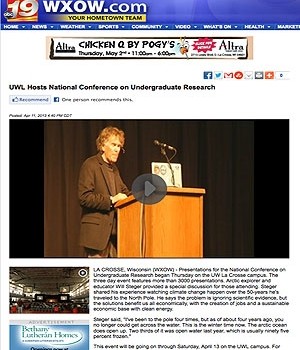 abc 19 WXOW.com
YOUR HOMETOWN TEAM
HOME NEWS WEATHER SPORTS COMMUNITY VIDEO WHAT'S ON HEALTH
Altra CHICKEN Q BY POGY'S Altra
Thursday, May 2nd • 11:00pm - 6:00pm
UWL Hosts National Conference on Undergraduate Research
Recommend One person recommends this.
Posted: Apr 11, 2013 4:40 PM CDT
LA CROSSE, Wisconsin (WXOW) - Presentations for the National Conference on
Undergraduate Research began Thursday on the UW La Crosse campus. The
three day event features more than 3000 presentations. Arctic explorer and
educator Will Steger provided a special discussion for those attending. Steger
shared his experience watching climate change happen over the 50-years he's
traveled to the North Pole. He says the problem is ignoring scientific evidence, but
the solution benefits us all economically, with the creation of jobs and a sustainable
economic base with clean energy.
ADVERTISEMENT
Bethany
Lutheran Homes
Steger said, "I've been to the pole four times, but as of about eight years ago, you
no longer could get across the water. This is the winter time now. The arctic ocean
does open up. Two thirds of it was open water last year, which is usually ninety five
percent frozen."
This event will be going on through Saturday, April 13 on the UWL campus. For